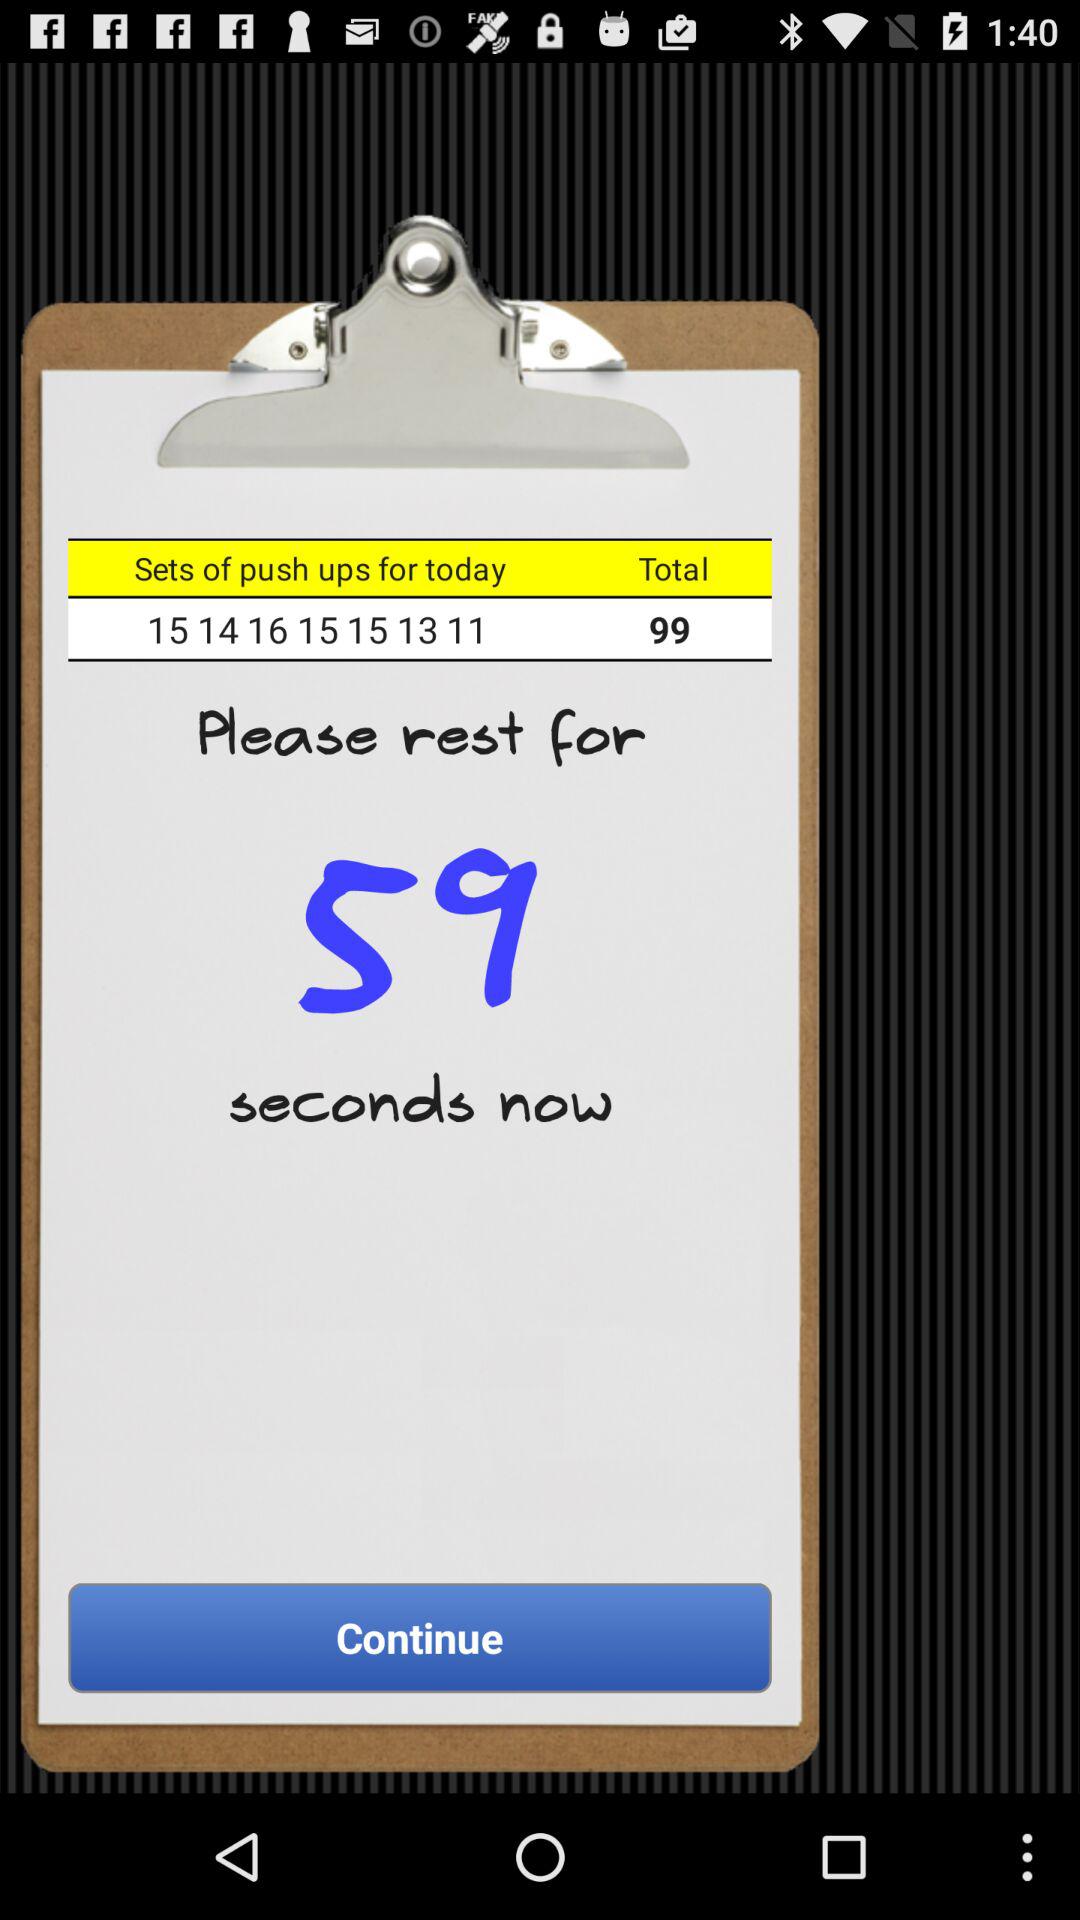 FAKE
1:40
Sets of push ups for today Total
15 14 16 15 15 13 11 99
Please rest for
59
seconds now
Continue